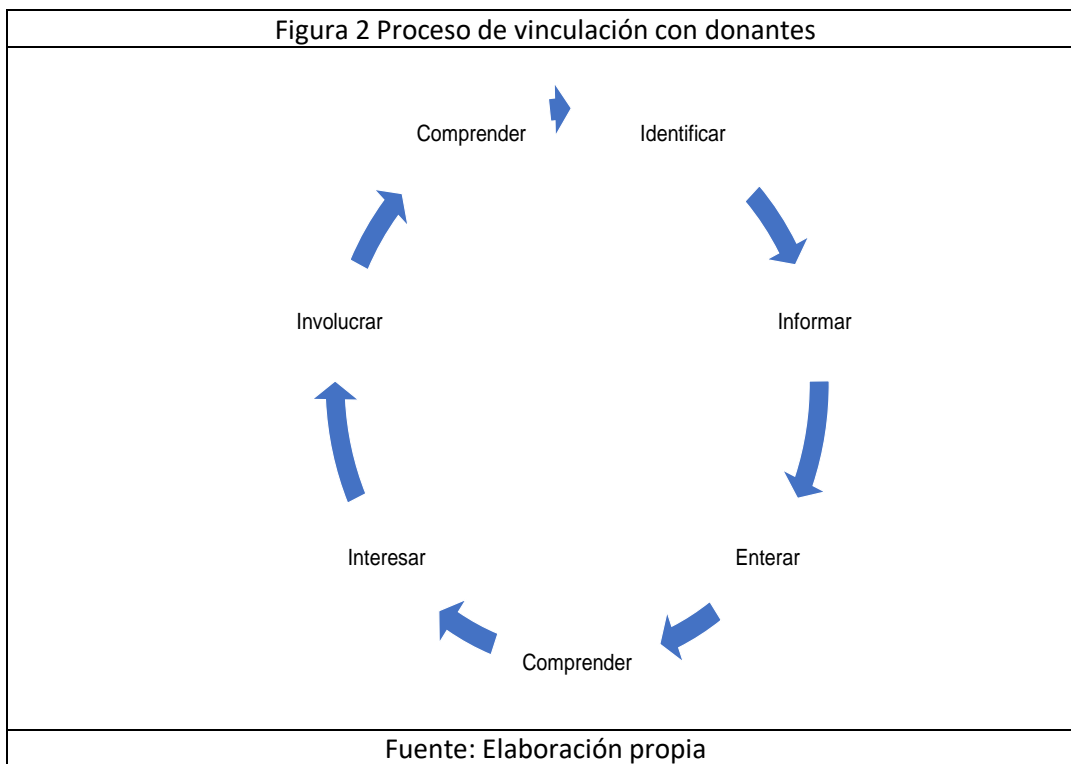 Figura 2 Proceso de vinculación con donantes
Comprender
Identificar
Involucrar
Informar
Interesar
Enterar
Comprender
Fuente: Elaboración propia